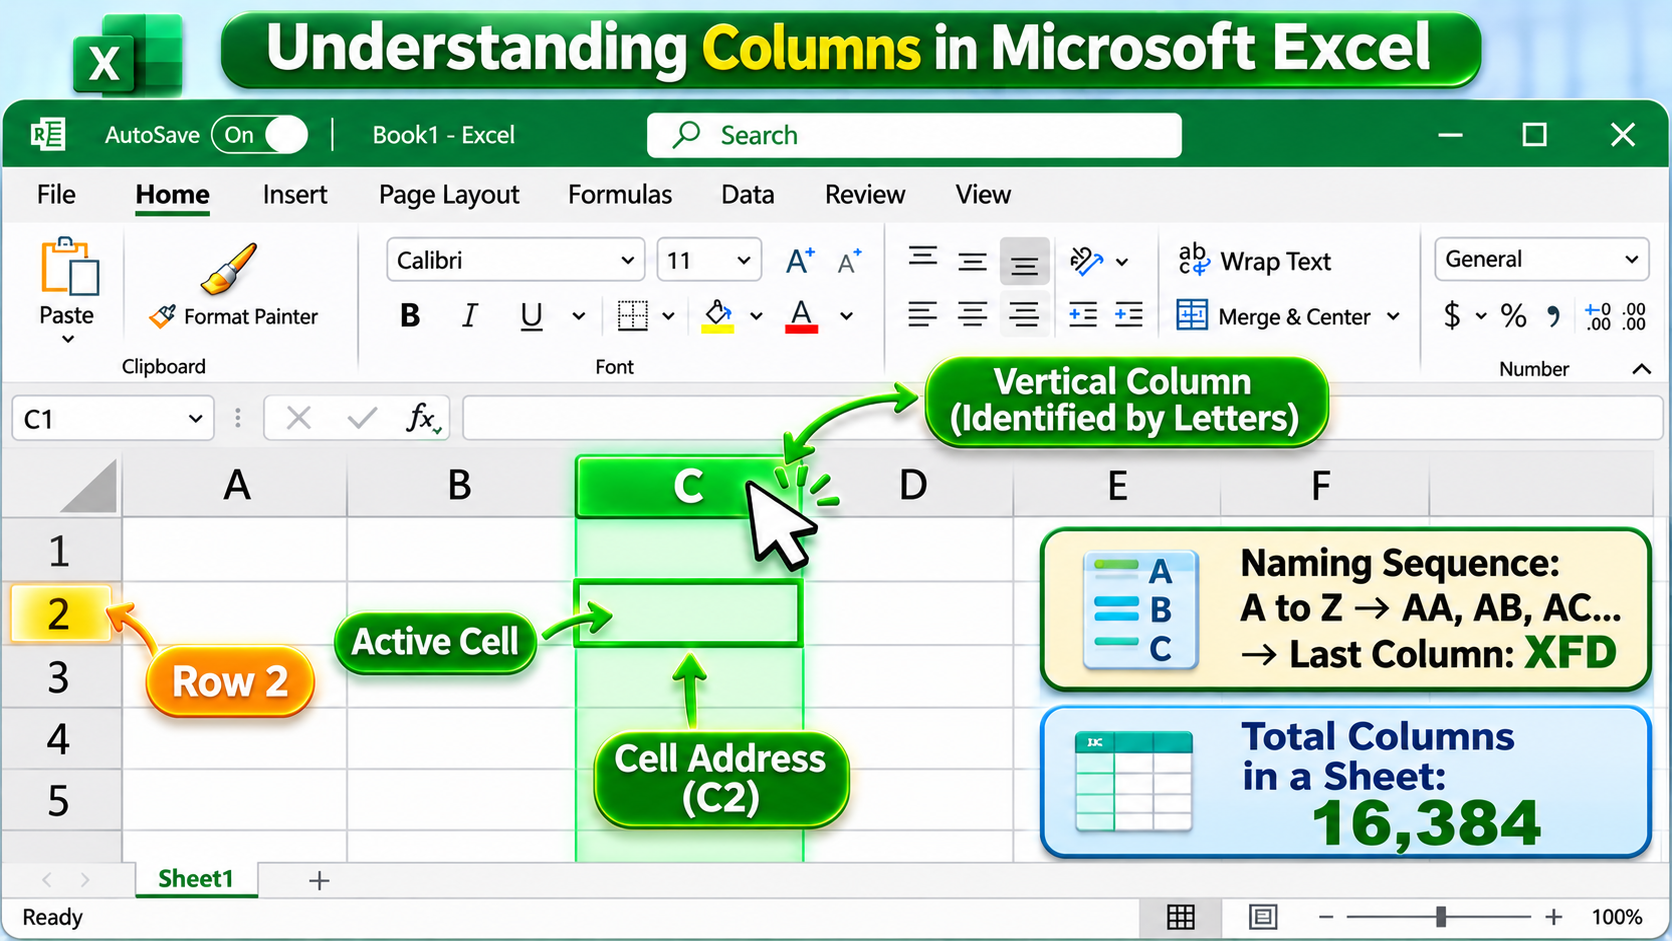 X
Understanding Columns in Microsoft Excel
AutoSave On
Book1 - Excel
Search
File Home Insert Page Layout Formulas Data Review View
Paste
Format Painter
Clipboard
Calibri 11
B I U A
Font
Wrap Text
Merge & Center
General
$ % ,
.00 .00
Number
C1
fx
Vertical Column
(Identified by Letters)
A B C D E F
1
2
3
4
5
Row 2
Active Cell
Cell Address
(C2)
A
B
C
Naming Sequence:
A to Z → AA, AB, AC...
→ Last Column: XFD
Total Columns
in a Sheet:
16,384
Sheet1 +
Ready
100%